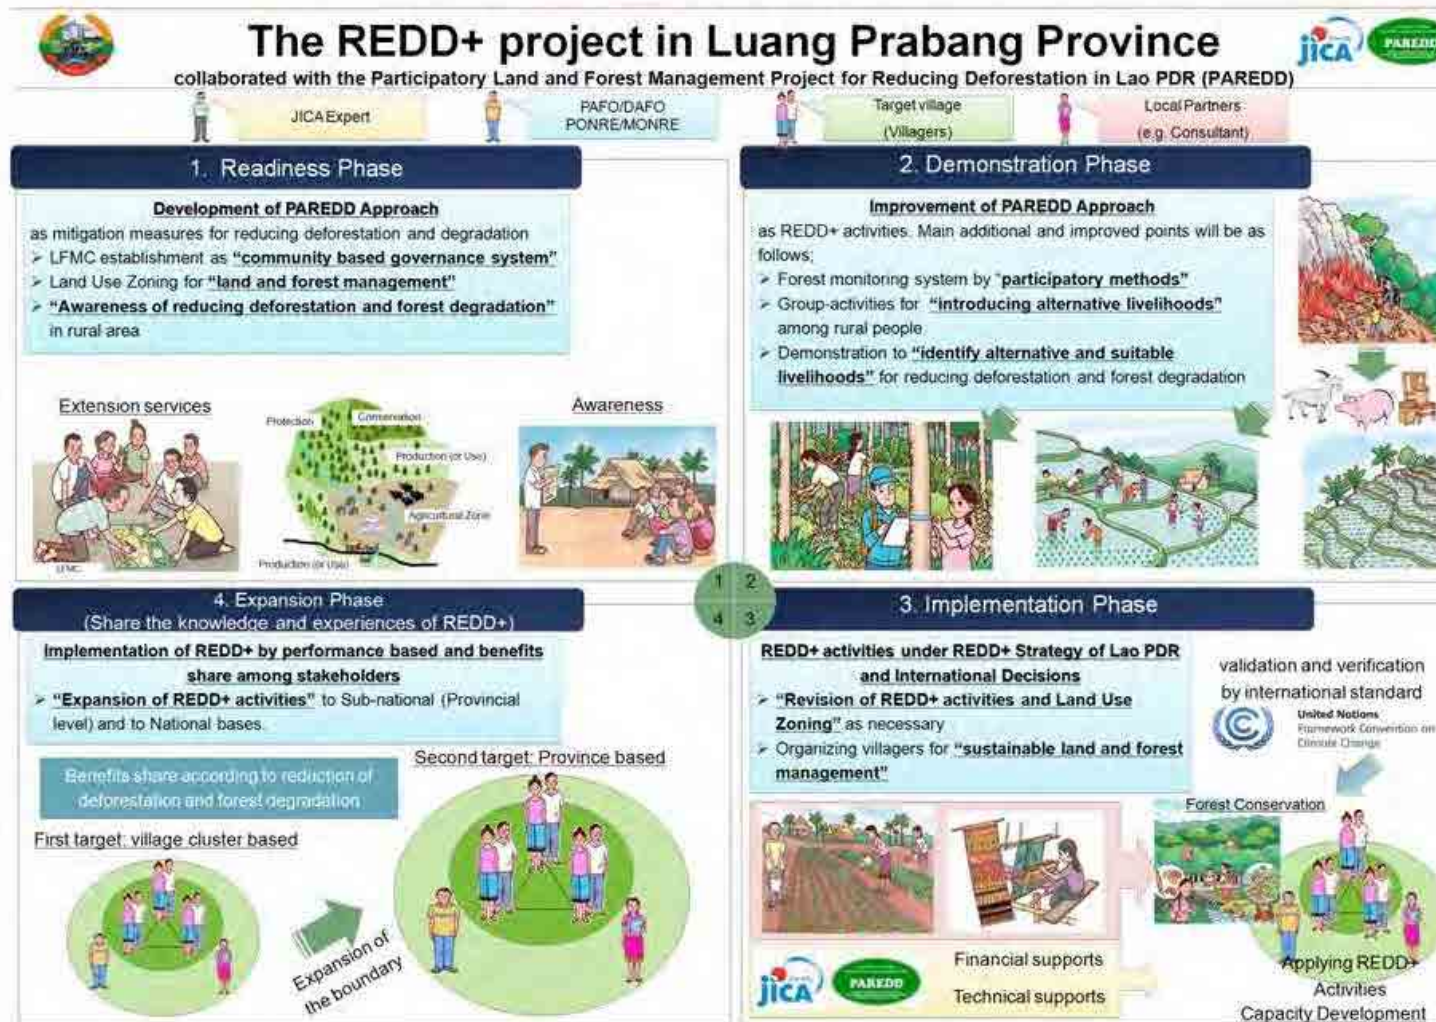 The REDD+ project in Luang Prabang Province
collaborated with the Participatory Land and Forest Management Project for Reducing Deforestation in Lao PDR (PAREDD)
JICA
PAREDD
JICA Expert
PAFO/DAFO
PONRE/MONRE
Target village
(Villagers)
Local Partners
(e.g. Consultant)
1. Readiness Phase
Development of PAREDD Approach
as mitigation measures for reducing deforestation and degradation
➢ LFMC establishment as “community based governance system”
➢ Land Use Zoning for “land and forest management”
➢ “Awareness of reducing deforestation and forest degradation”
in rural area
Extension services
LFMC
Protection
Conservation
Production (or Use)
Agricultural Zone
Production (or Use)
Awareness
2. Demonstration Phase
Improvement of PAREDD Approach
as REDD+ activities. Main additional and improved points will be as
follows;
➢ Forest monitoring system by “participatory methods”
➢ Group-activities for “introducing alternative livelihoods”
among rural people
➢ Demonstration to “identify alternative and suitable
livelihoods” for reducing deforestation and forest degradation
1 2
4 3
4. Expansion Phase
(Share the knowledge and experiences of REDD+)
Implementation of REDD+ by performance based and benefits
share among stakeholders
➢ “Expansion of REDD+ activities” to Sub-national (Provincial
level) and to National bases.
Benefits share according to reduction of
deforestation and forest degradation
First target: village cluster based
Second target: Province based
Expansion of
the boundary
3. Implementation Phase
REDD+ activities under REDD+ Strategy of Lao PDR
and International Decisions
➢ “Revision of REDD+ activities and Land Use
Zoning” as necessary
➢ Organizing villagers for “sustainable land and forest
management”
validation and verification
by international standard
United Nations
Framework Convention on
Climate Change
Forest Conservation
JICA
PAREDD
Financial supports
Technical supports
Applying REDD+
Activities
Capacity Development